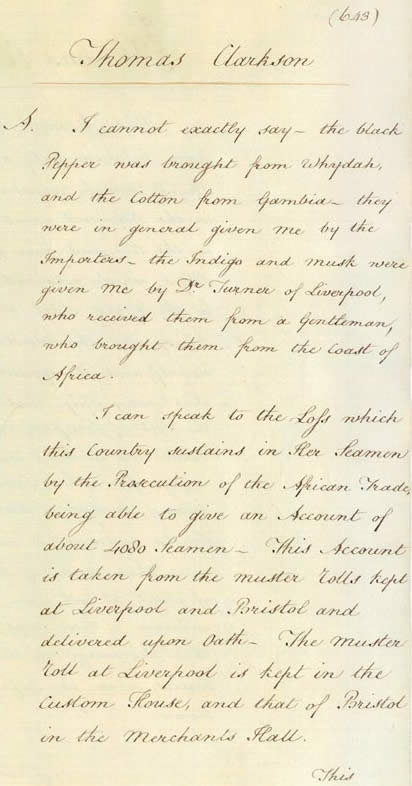 (643)
Thomas Clarkson
A. I cannot exactly say – the black
Pepper was brought from Whydah,
and the Cotton from Gambia – they
were in general given me by the
Importers – the Indigo and Musk were
given me by Dr Turner of Liverpool,
who received them from a Gentleman,
who brought them from the Coast of
Africa.
I can speak to the Loſs which
this Country sustains in Her Seamen
by the Prosecution of the African Trade,
being able to give an Account of
about 4080 Seamen – This Account
is taken from the Muster Rolls kept
at Liverpool and Bristol and
delivered upon Oath – The Muster
Roll at Liverpool is kept in the
Custom House, and that of Bristol
in the Merchants Hall.
This